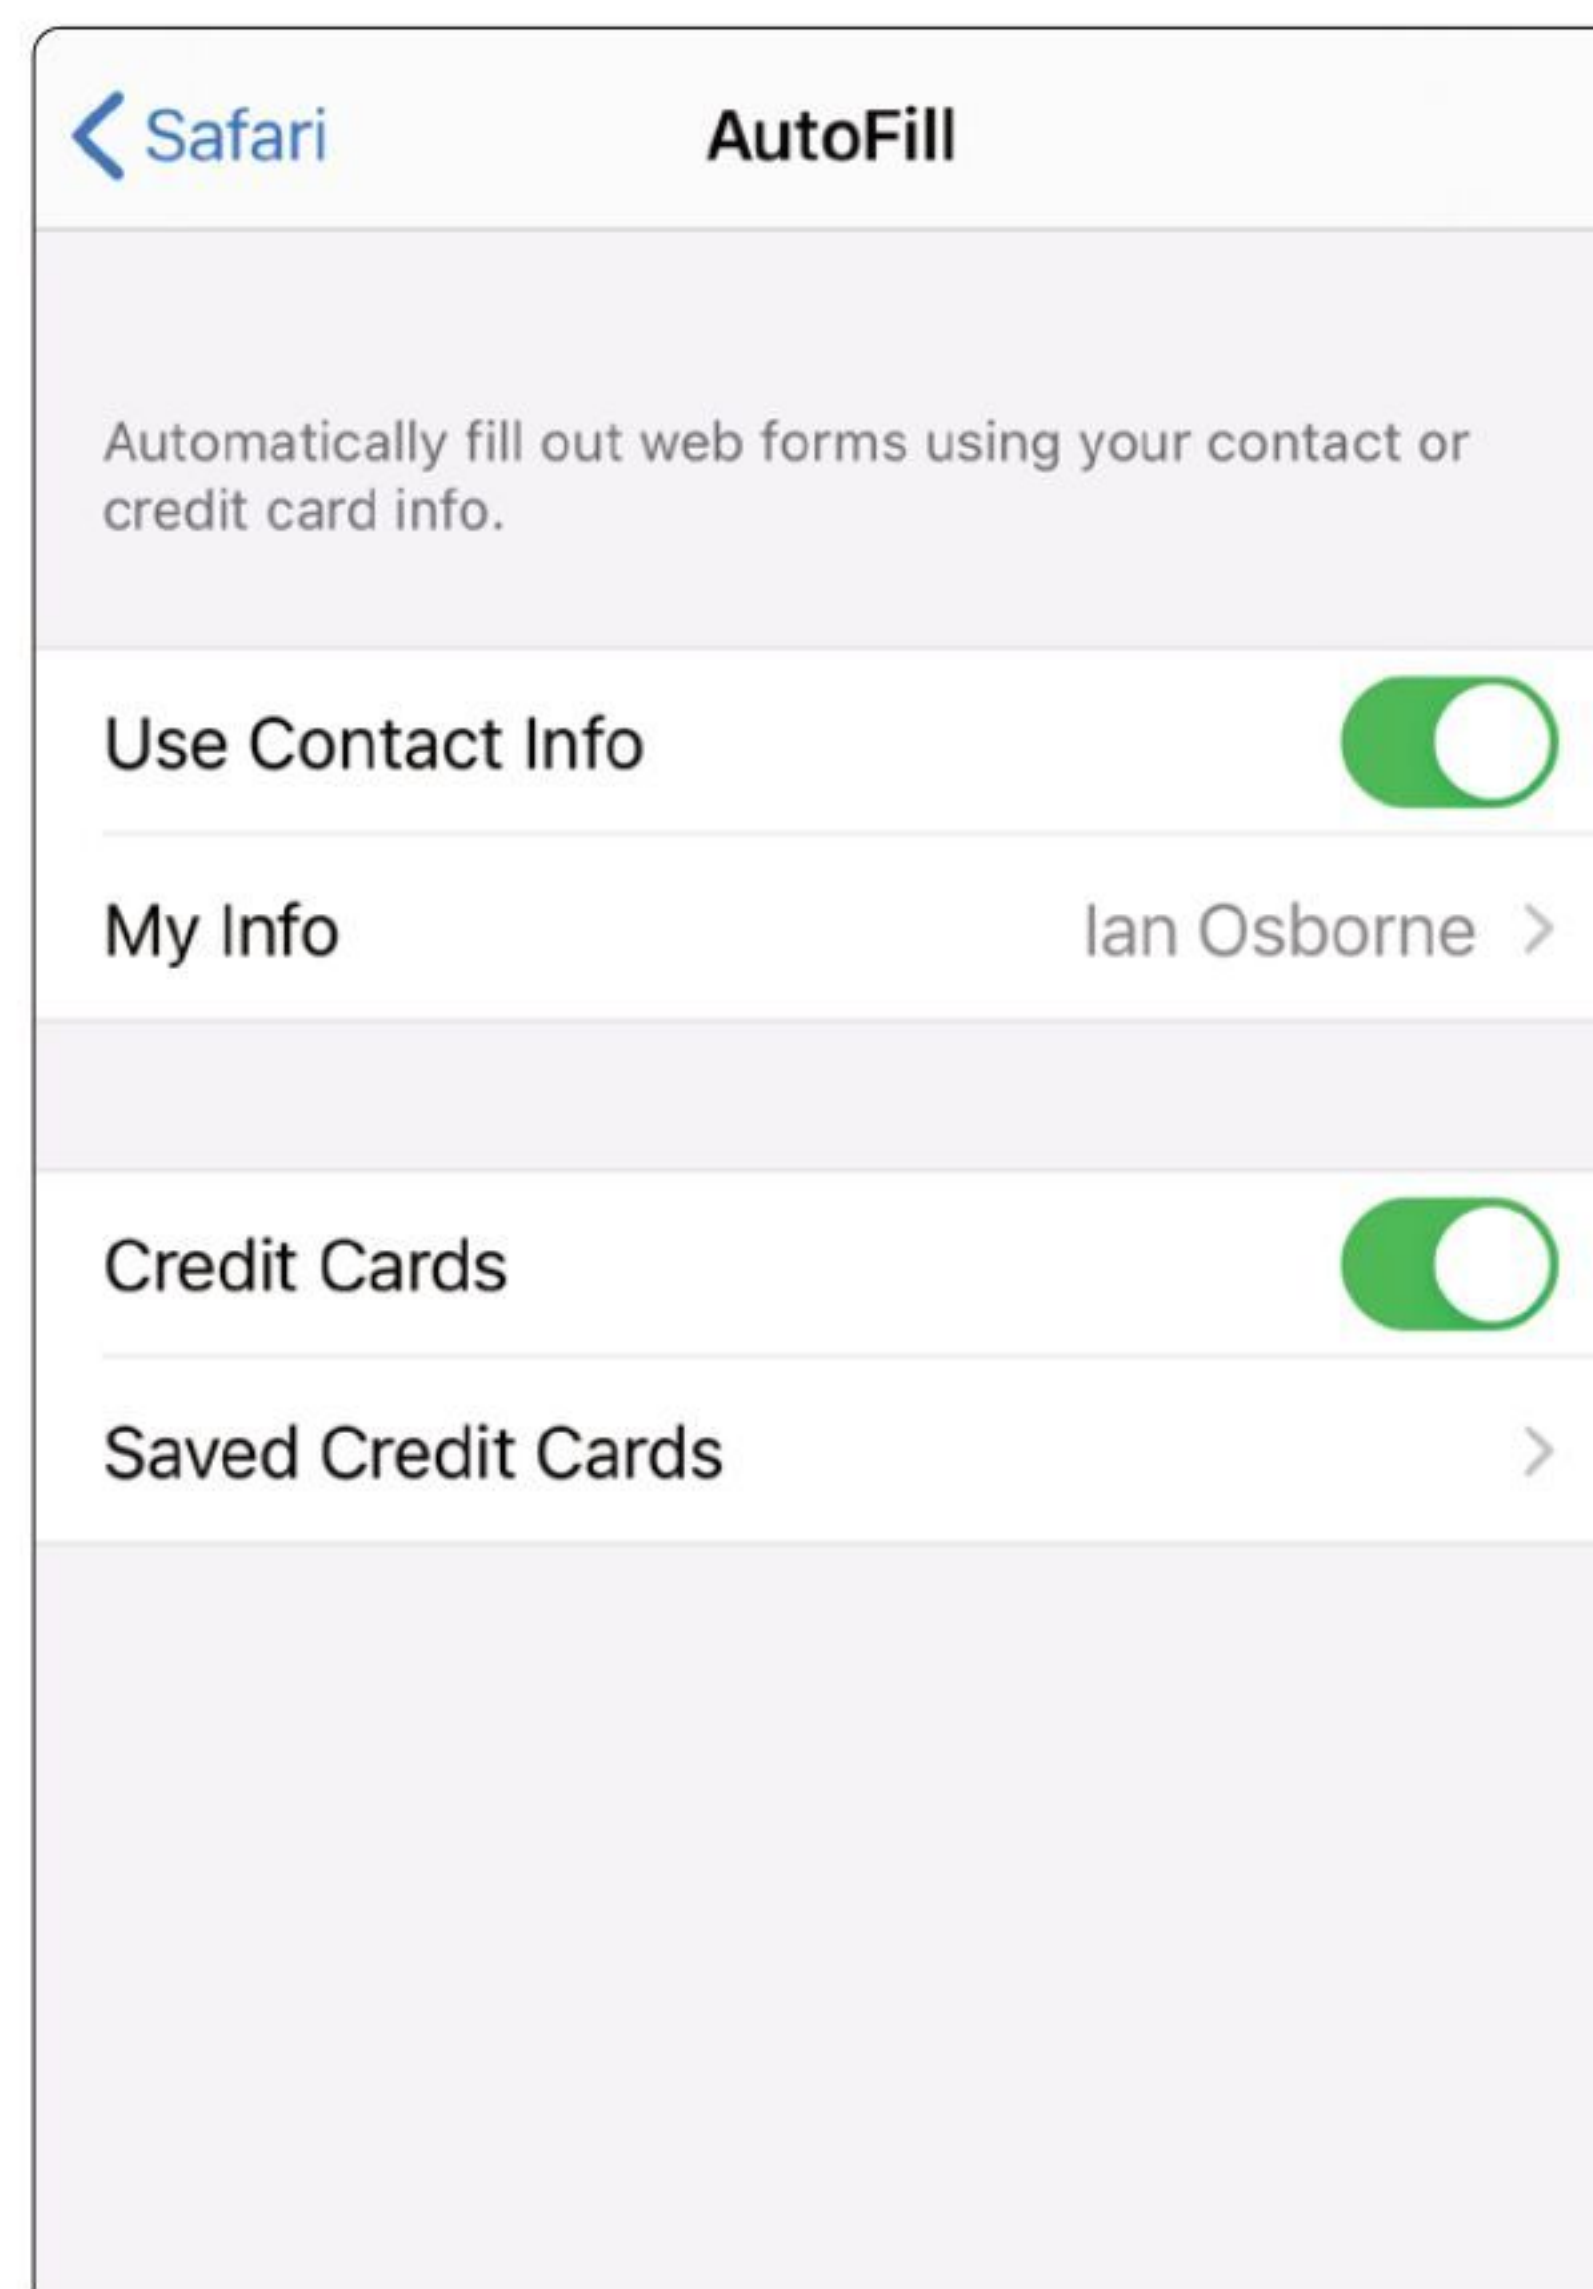 Safari
AutoFill
Automatically fill out web forms using your contact or
credit card info.
Use Contact Info
My Info
Ian Osborne
Credit Cards
Saved Credit Cards